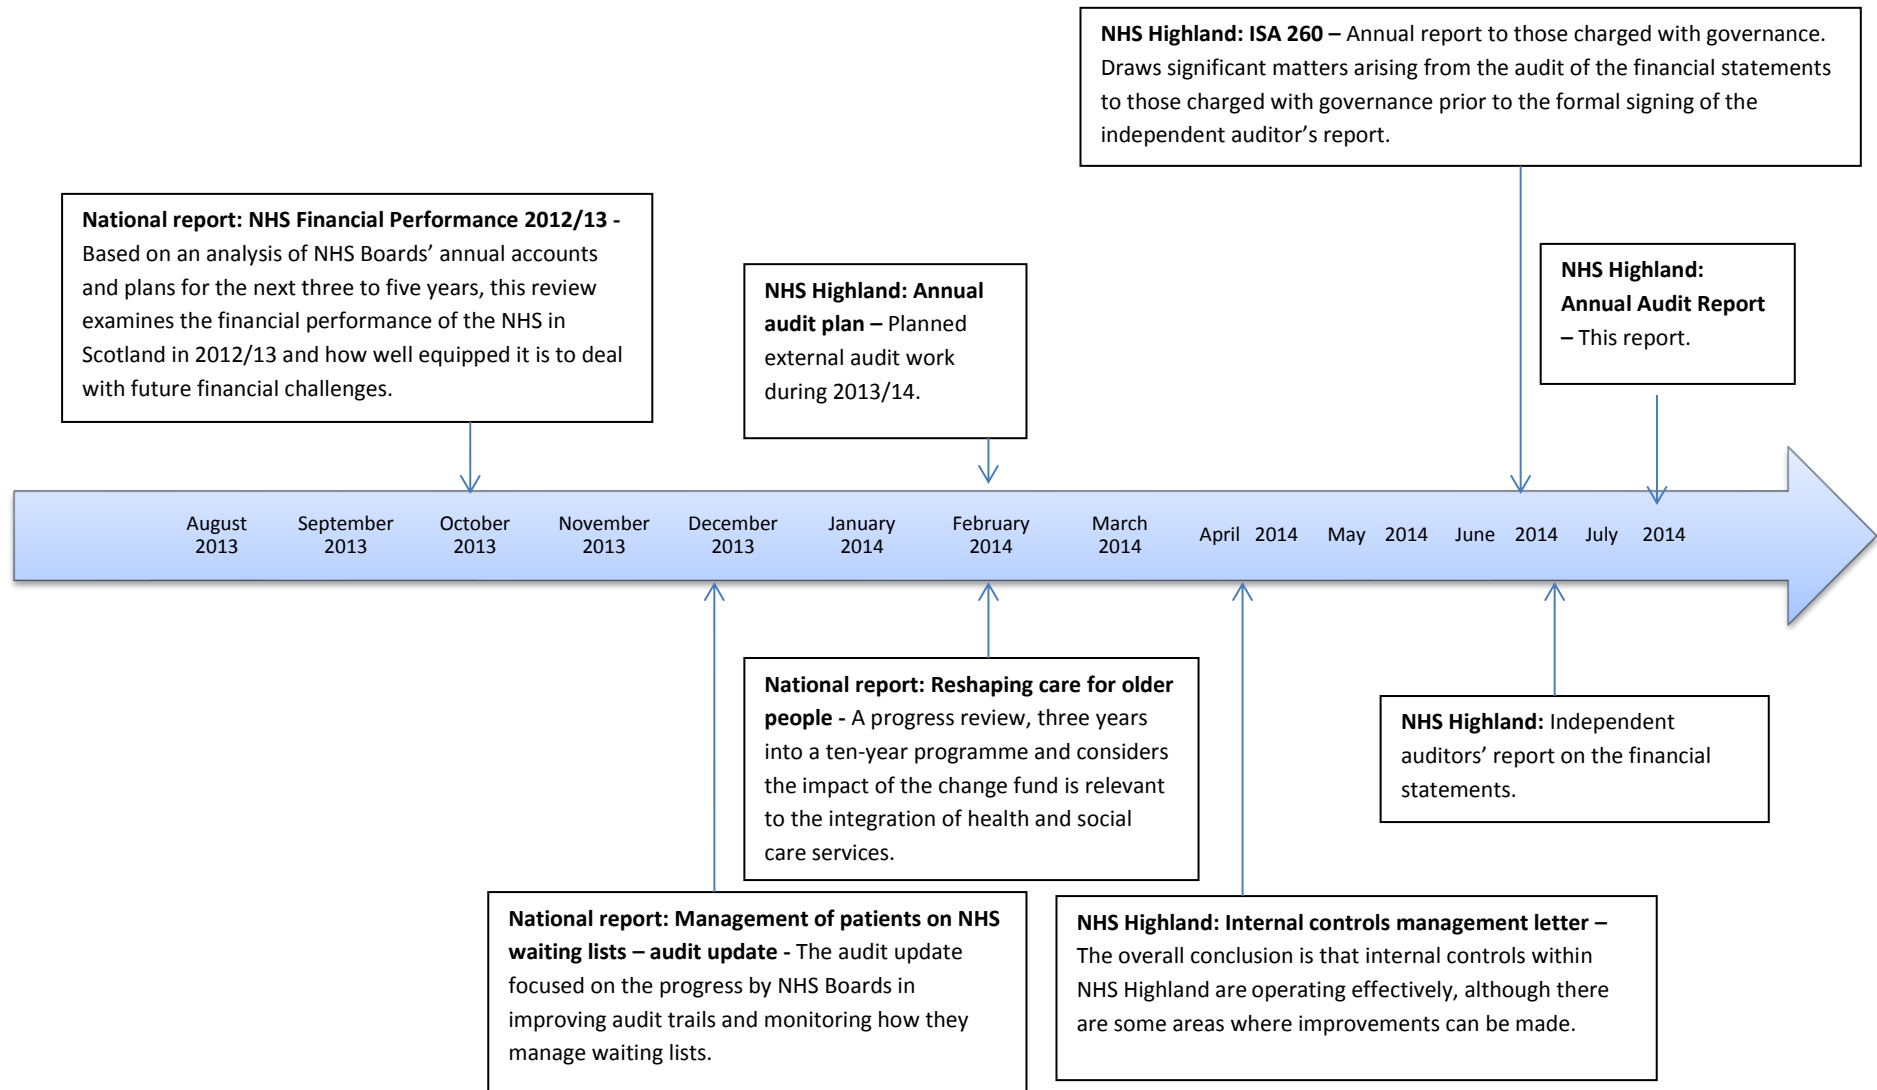 NHS Highland: ISA 260 – Annual report to those charged with governance.
Draws significant matters arising from the audit of the financial statements
to those charged with governance prior to the formal signing of the
independent auditor’s report.
National report: NHS Financial Performance 2012/13 -
Based on an analysis of NHS Boards’ annual accounts
and plans for the next three to five years, this review
examines the financial performance of the NHS in
Scotland in 2012/13 and how well equipped it is to deal
with future financial challenges.
NHS Highland: Annual
audit plan – Planned
external audit work
during 2013/14.
NHS Highland:
Annual Audit Report
– This report.
August
2013
September
2013
October
2013
November
2013
December
2013
January
2014
February
2014
March
2014
April 2014
May 2014
June 2014
July 2014
National report: Reshaping care for older
people - A progress review, three years
into a ten-year programme and considers
the impact of the change fund is relevant
to the integration of health and social
care services.
NHS Highland: Independent
auditors’ report on the financial
statements.
National report: Management of patients on NHS
waiting lists – audit update - The audit update
focused on the progress by NHS Boards in
improving audit trails and monitoring how they
manage waiting lists.
NHS Highland: Internal controls management letter –
The overall conclusion is that internal controls within
NHS Highland are operating effectively, although there
are some areas where improvements can be made.